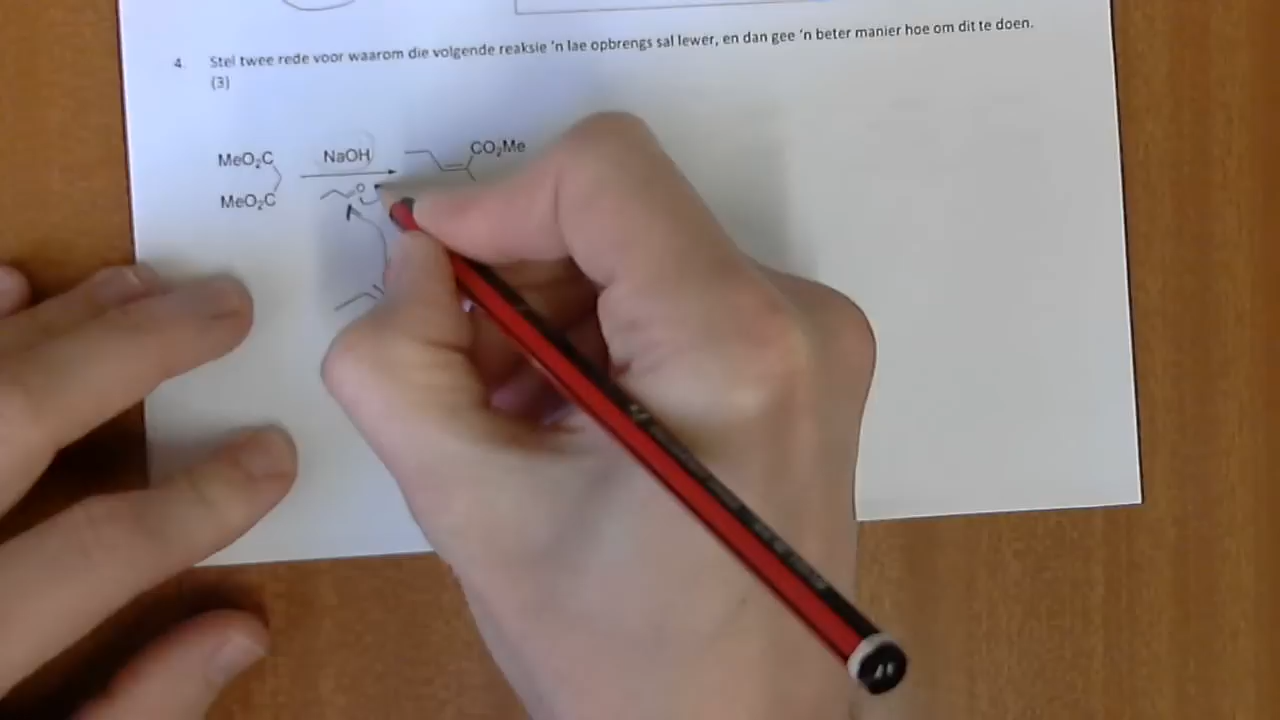 4. Stel twee rede voor waarom die volgende reaksie 'n lae opbrengs sal lewer, en dan gee 'n beter manier hoe om dit te doen.
(3)
MeO₂C NaOH CO₂Me
MeO₂C O